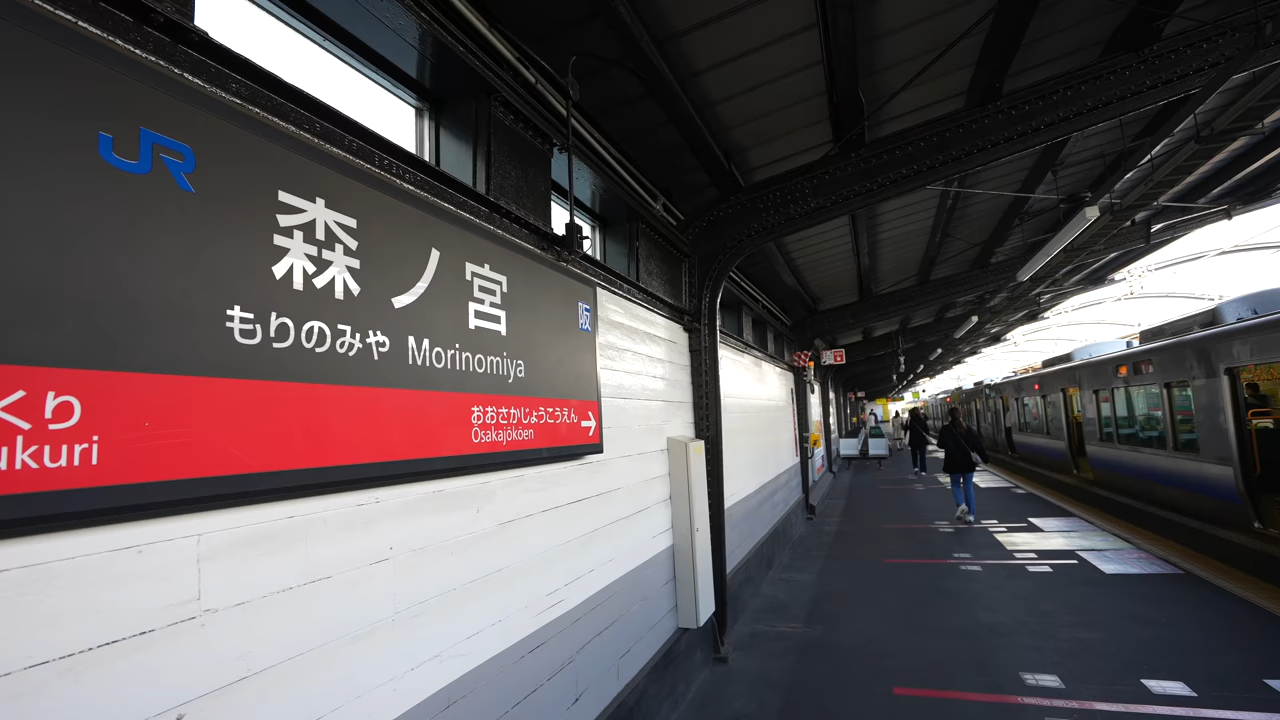 JR
森ノ宮
阪
もりのみや Morinomiya
くり
ukuri
おおさかじょうこうえん
Ōsakajōkōen